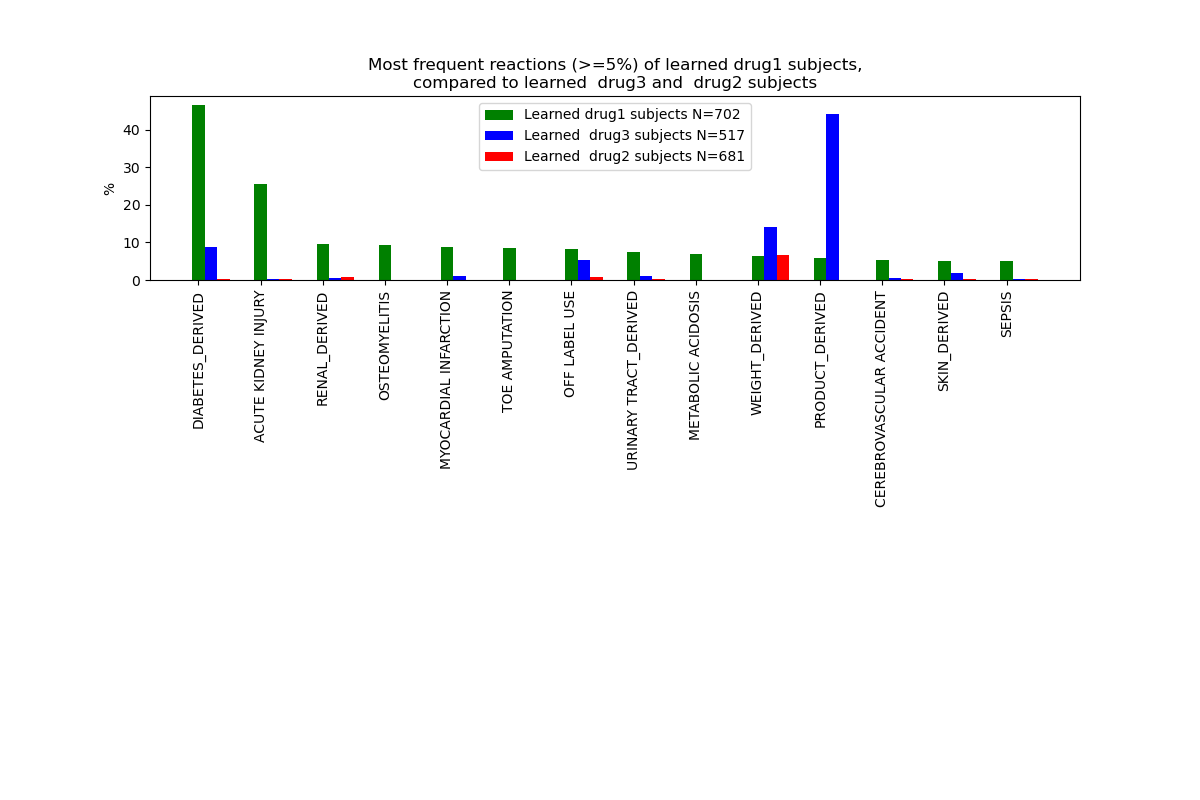 Most frequent reactions (>=5%) of learned drug1 subjects,
compared to learned  drug3 and  drug2 subjects
%
40
30
20
10
0
Learned drug1 subjects N=702
Learned  drug3 subjects N=517
Learned  drug2 subjects N=681
DIABETES_DERIVED
ACUTE KIDNEY INJURY
RENAL_DERIVED
OSTEOMYELITIS
MYOCARDIAL INFARCTION
TOE AMPUTATION
OFF LABEL USE
URINARY TRACT_DERIVED
METABOLIC ACIDOSIS
WEIGHT_DERIVED
PRODUCT_DERIVED
CEREBROVASCULAR ACCIDENT
SKIN_DERIVED
SEPSIS